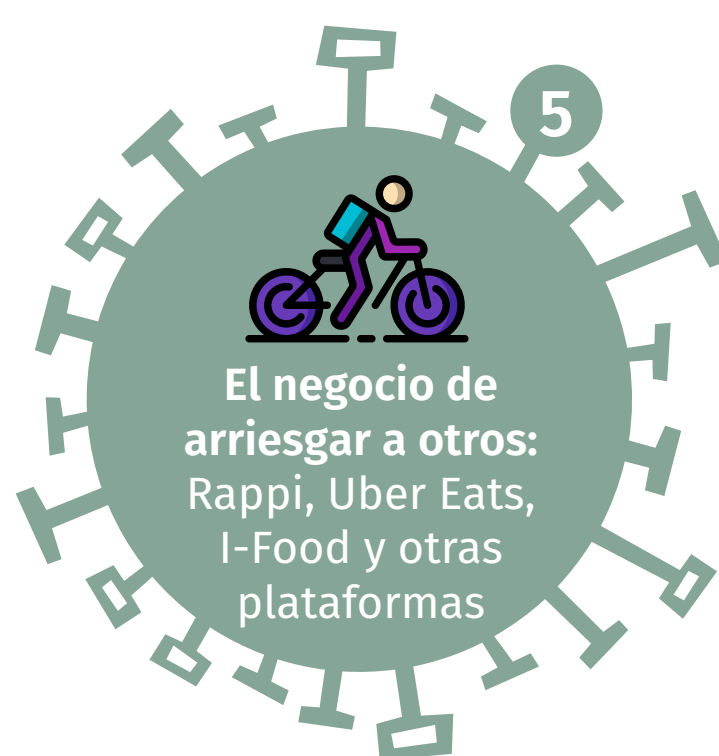 5
El negocio de
arriesgar a otros:
Rappi, Uber Eats,
I-Food y otras
plataformas